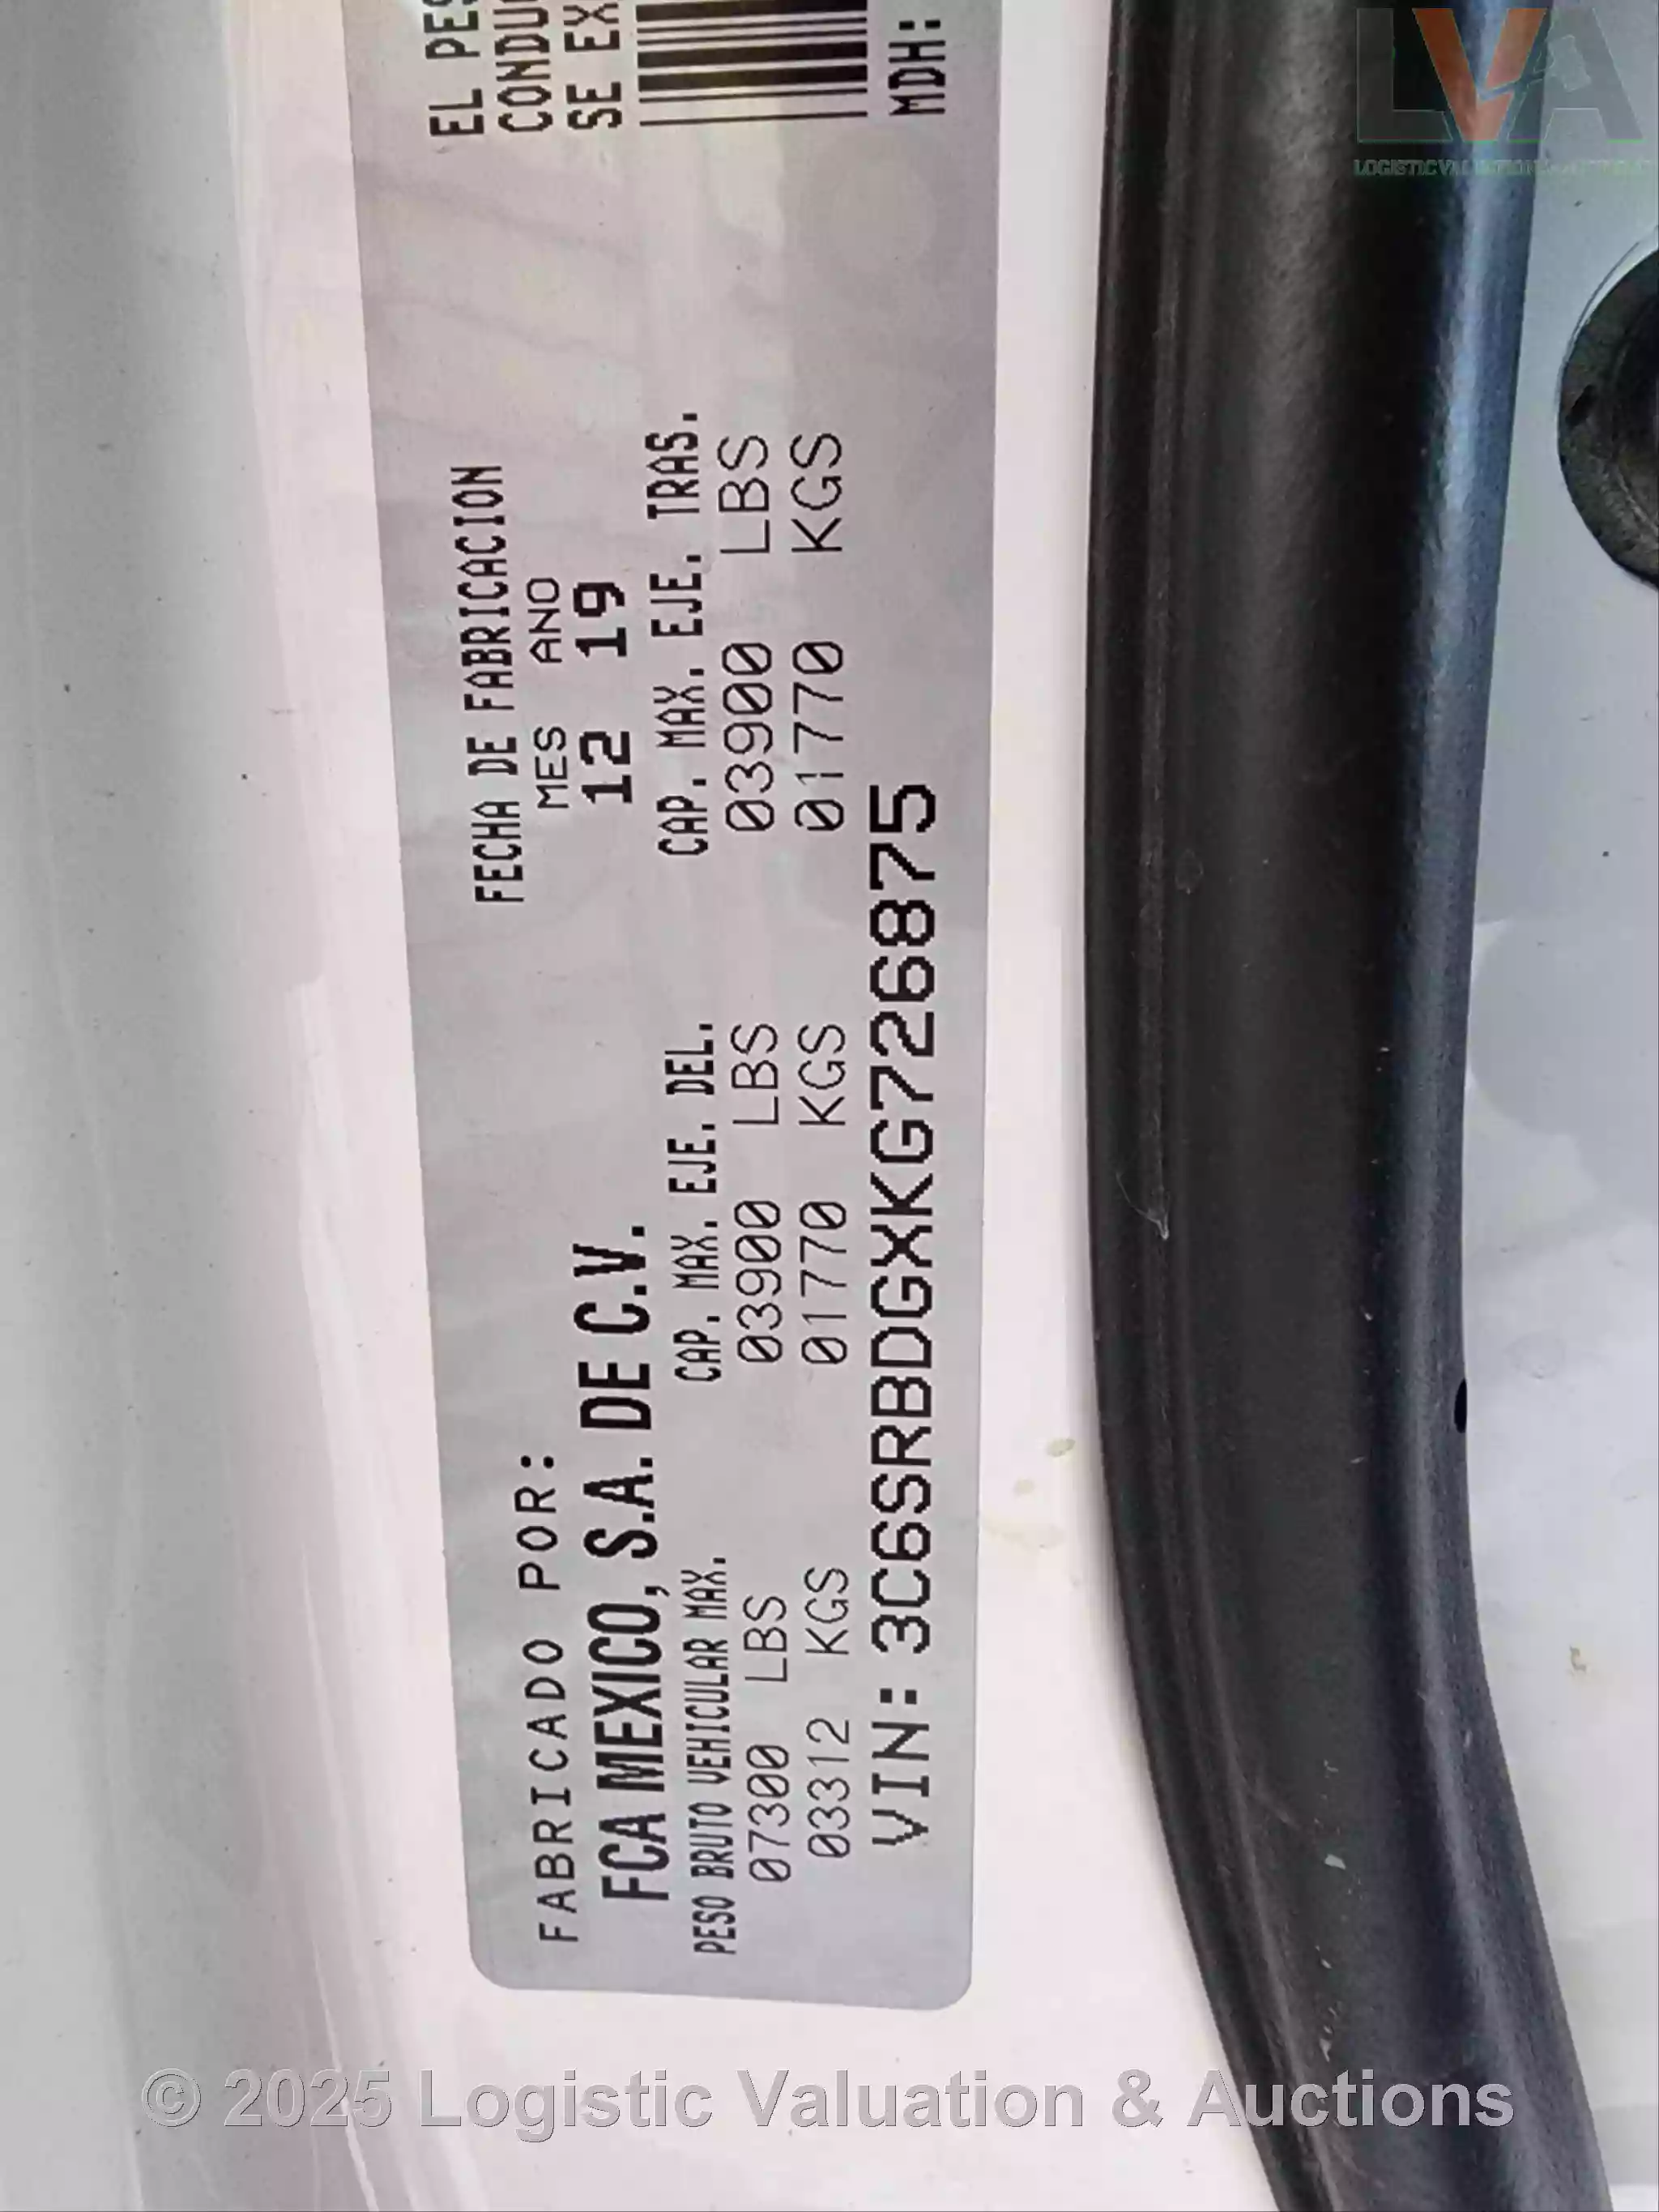 FABRICADO POR:
FCA MEXICO, S.A. DE C.V.
FECHA DE FABRICACION
MES ANO
12 19
PESO BRUTO VEHICULAR MAX.
07300 LBS
03312 KGS
CAP. MAX. EJE. DEL.
03900 LBS
01770 KGS
CAP. MAX. EJE. TRAS.
03900 LBS
01770 KGS
VIN: 3C6SRBDGXKG726875
EL PES
CONDU
SE EX
MDH:
LVA
© 2025 Logistic Valuation & Auctions